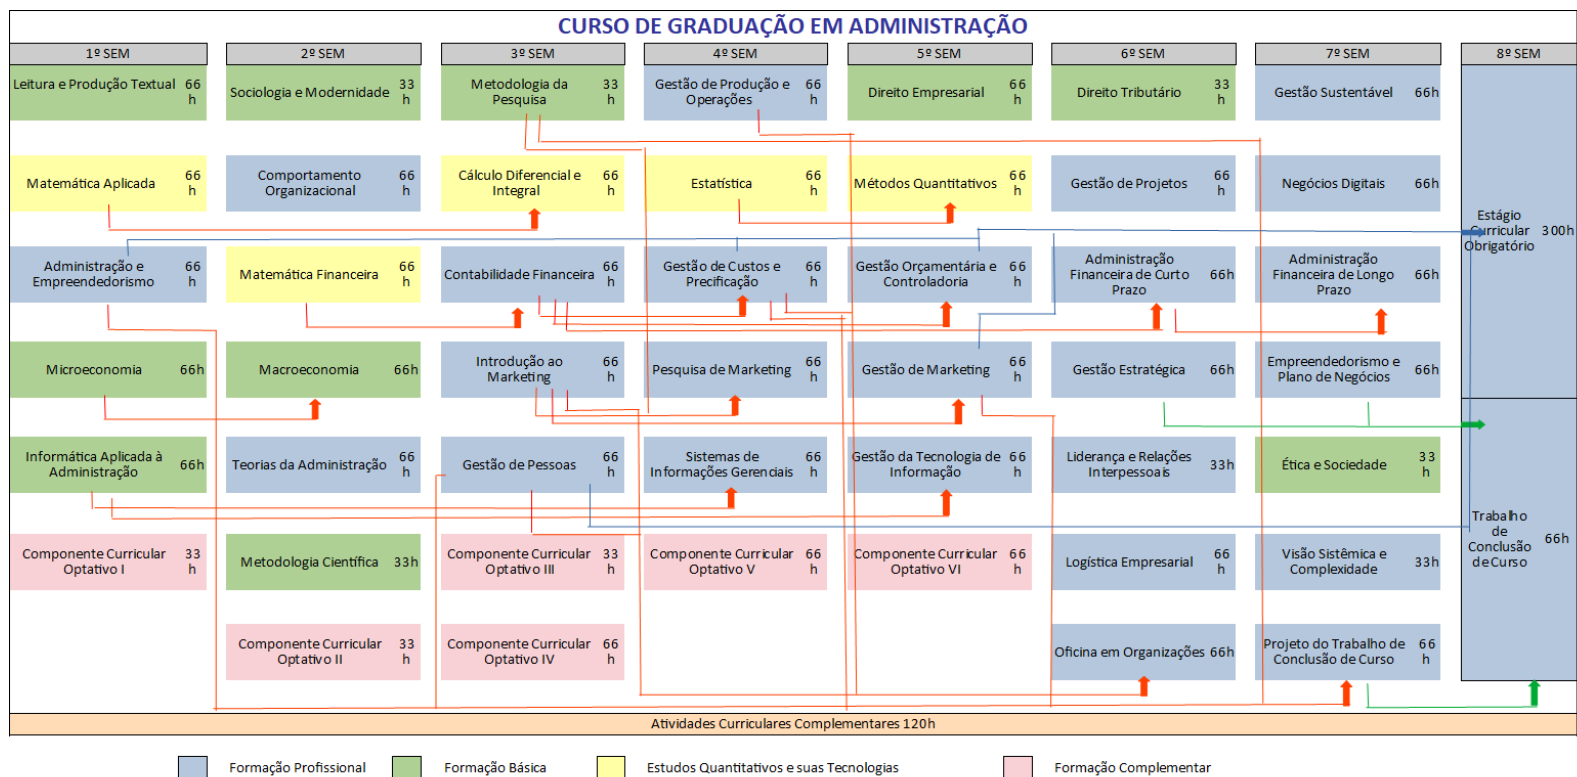 CURSO DE GRADUAÇÃO EM ADMINISTRAÇÃO
1º SEM
2º SEM
3º SEM
4º SEM
5º SEM
6º SEM
7º SEM
8º SEM
Leitura e Produção Textual 66
h
Sociologia e Modernidade 33
h
Metodologia da 33
Pesquisa h
Gestão de Produção e 66
Operações h
Direito Empresarial 66
h
Direito Tributário 33
h
Gestão Sustentável 66h
Matemática Aplicada 66
h
Comportamento 66
Organizacional h
Cálculo Diferencial e 66
Integral h
Estatística 66
h
Métodos Quantitativos 66
h
Gestão de Projetos 66
h
Negócios Digitais 66h
Estágio
Curricular 300h
Obrigatório
Administração e 66
Empreendedorismo h
Matemática Financeira 66
h
Contabilidade Financeira 66
h
Gestão de Custos e 66
Precificação h
Gestão Orçamentária e 66
Controladoria h
Administração
Financeira de Curto 66h
Prazo
Administração
Financeira de Longo 66h
Prazo
Microeconomia 66h
Macroeconomia 66h
Introdução ao 66
Marketing h
Pesquisa de Marketing 66
h
Gestão de Marketing 66
h
Gestão Estratégica 66h
Empreendedorismo e
Plano de Negócios 66h
Informática Aplicada à
Administração 66h
Teorias da Administração 66
h
Gestão de Pessoas 66
h
Sistemas de 66
Informações Gerenciais h
Gestão da Tecnologia de 66
Informação h
Liderança e Relações
Interpessoais 33h
Ética e Sociedade 33
h
Trabalho
de
Conclusão 66h
de Curso
Componente Curricular 33
Optativo I h
Metodologia Científica 33h
Componente Curricular 33
Optativo III h
Componente Curricular 66
Optativo V h
Componente Curricular 66
Optativo VI h
Logística Empresarial 66
h
Visão Sistêmica e
Complexidade 33h
Componente Curricular 33
Optativo II h
Componente Curricular 66
Optativo IV h
Oficina em Organizações 66h
Projeto do Trabalho de 66
Conclusão de Curso h
Atividades Curriculares Complementares 120h
Formação Profissional
Formação Básica
Estudos Quantitativos e suas Tecnologias
Formação Complementar